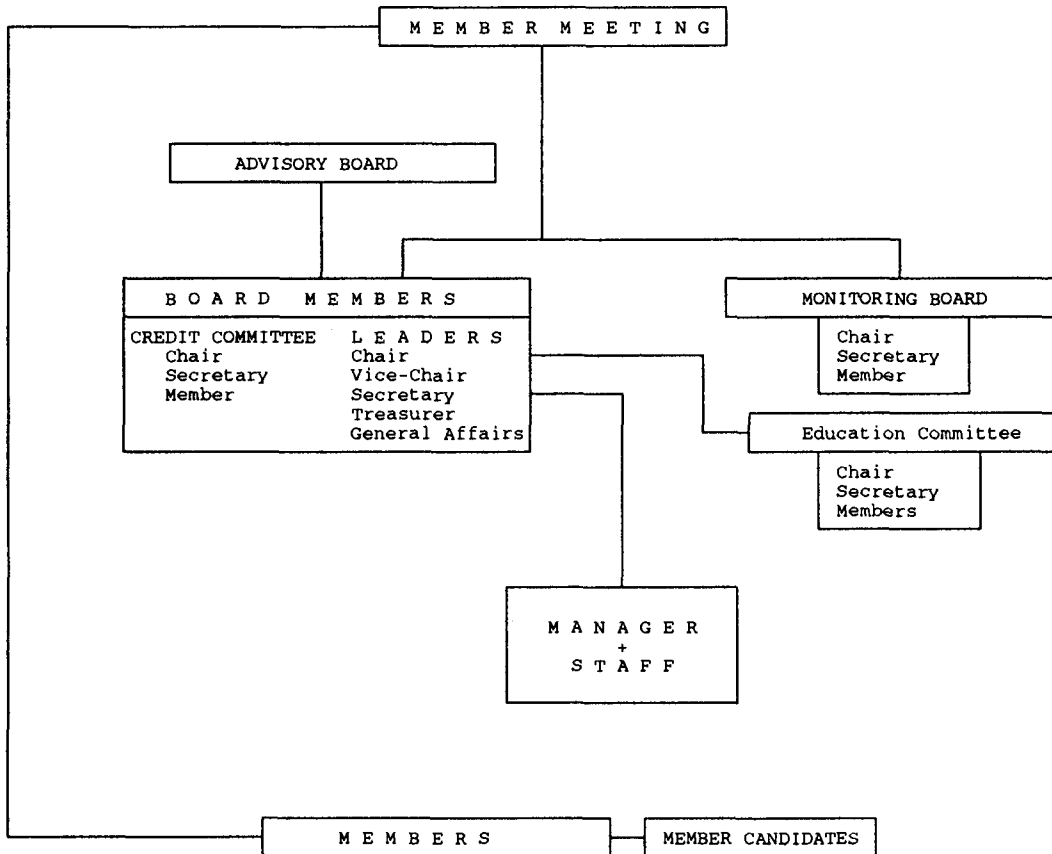 MEMBER MEETING
ADVISORY BOARD
BOARD MEMBERS
MONITORING BOARD
CREDIT COMMITTEE
Chair
Secretary
Member
LEADERS
Chair
Vice-Chair
Secretary
Treasurer
General Affairs
Chair
Secretary
Member
Education Committee
Chair
Secretary
Members
MANAGER
+
STAFF
MEMBERS
MEMBER CANDIDATES